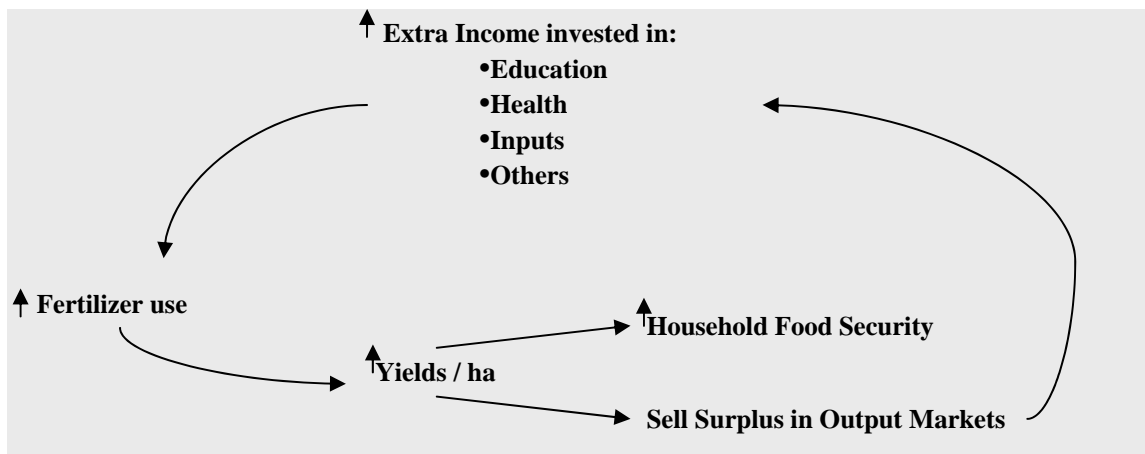 Extra Income invested in:
•Education
•Health
•Inputs
•Others
Fertilizer use
Household Food Security
Yields / ha
Sell Surplus in Output Markets